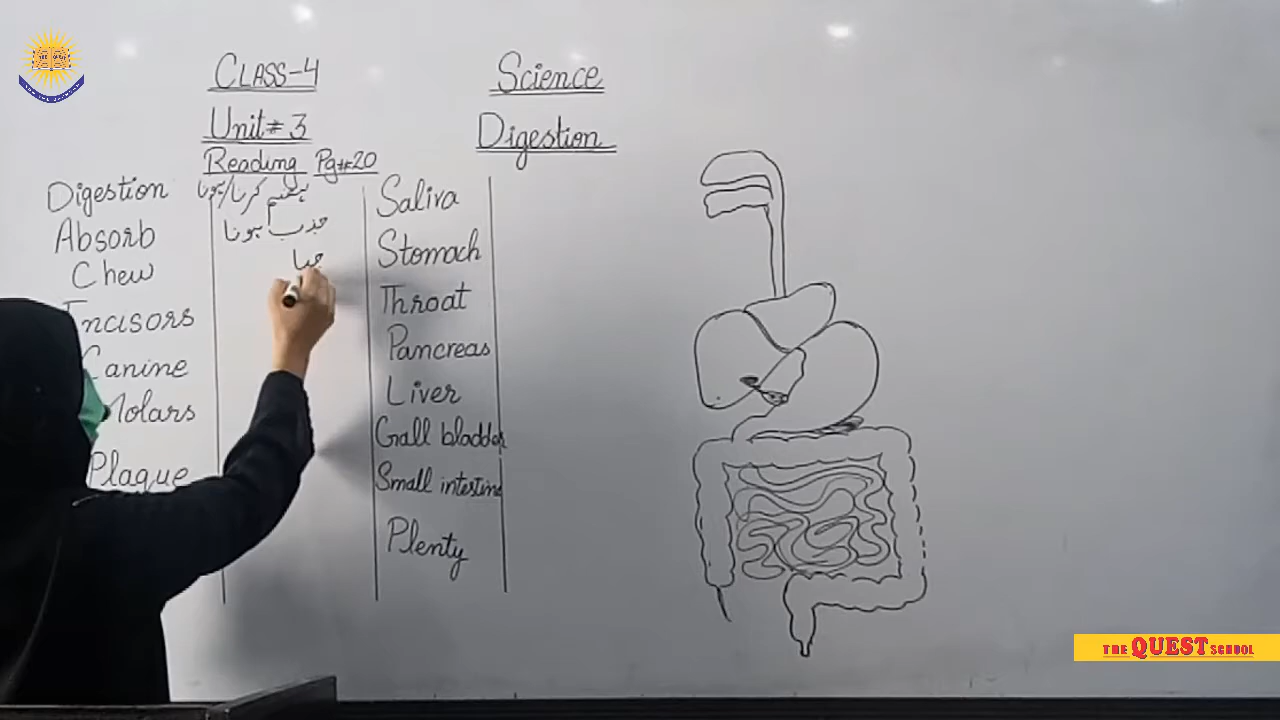 CLASS-4
Science
Unit# 3
Digestion
Reading Pg#20
Digestion ہضم کرنا/ہونا
Absorb جذب ہونا
Chew چبا
Incisors
Canine
Molars
Plaque
Saliva
Stomach
Throat
Pancreas
Liver
Gall bladder
Small intestine
Plenty
THE QUEST SCHOOL